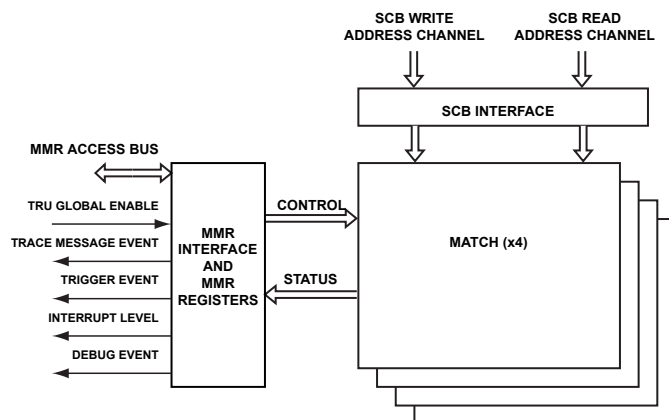 SCB WRITE
ADDRESS CHANNEL
SCB READ
ADDRESS CHANNEL
SCB INTERFACE
MMR ACCESS BUS
TRU GLOBAL ENABLE
TRACE MESSAGE EVENT
TRIGGER EVENT
INTERRUPT LEVEL
DEBUG EVENT
MMR
INTERFACE
AND
MMR
REGISTERS
CONTROL
STATUS
MATCH (x4)